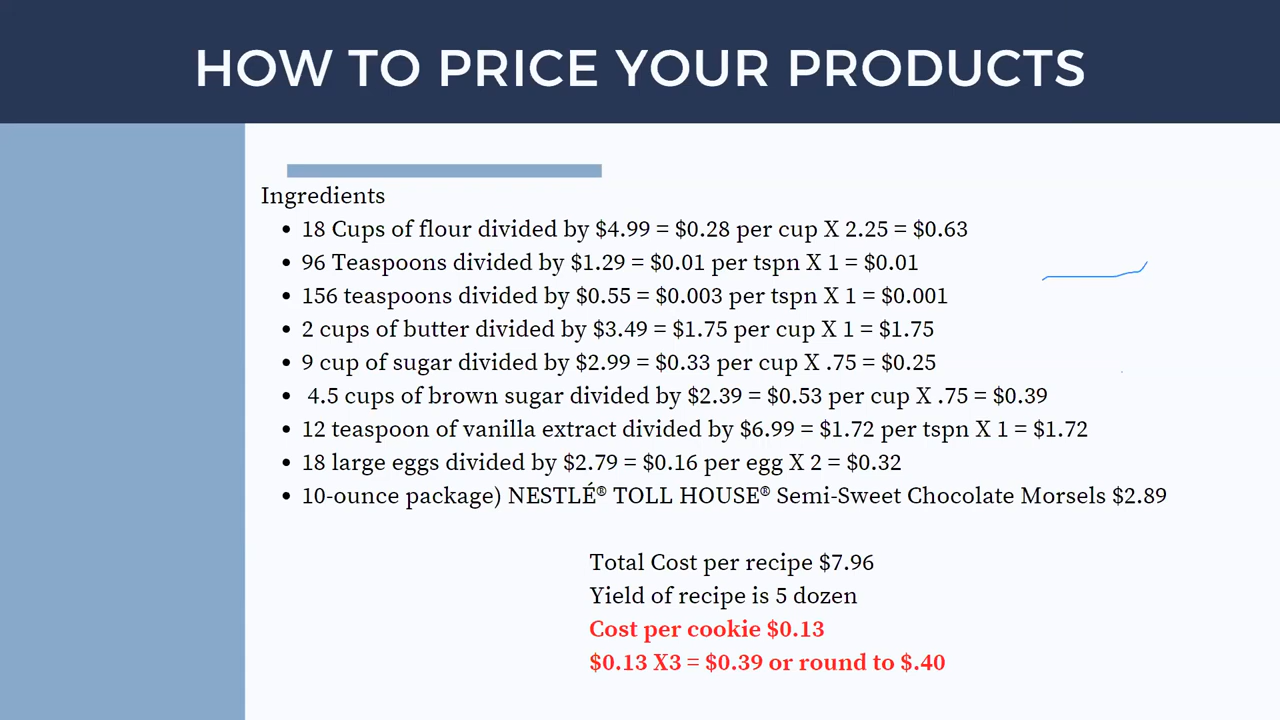 HOW TO PRICE YOUR PRODUCTS
Ingredients
• 18 Cups of flour divided by $4.99 = $0.28 per cup X 2.25 = $0.63
• 96 Teaspoons divided by $1.29 = $0.01 per tspn X 1 = $0.01
• 156 teaspoons divided by $0.55 = $0.003 per tspn X 1 = $0.001
• 2 cups of butter divided by $3.49 = $1.75 per cup X 1 = $1.75
• 9 cup of sugar divided by $2.99 = $0.33 per cup X .75 = $0.25
• 4.5 cups of brown sugar divided by $2.39 = $0.53 per cup X .75 = $0.39
• 12 teaspoon of vanilla extract divided by $6.99 = $1.72 per tspn X 1 = $1.72
• 18 large eggs divided by $2.79 = $0.16 per egg X 2 = $0.32
• 10-ounce package) NESTLÉ® TOLL HOUSE® Semi-Sweet Chocolate Morsels $2.89
Total Cost per recipe $7.96
Yield of recipe is 5 dozen
Cost per cookie $0.13
$0.13 X3 = $0.39 or round to $.40